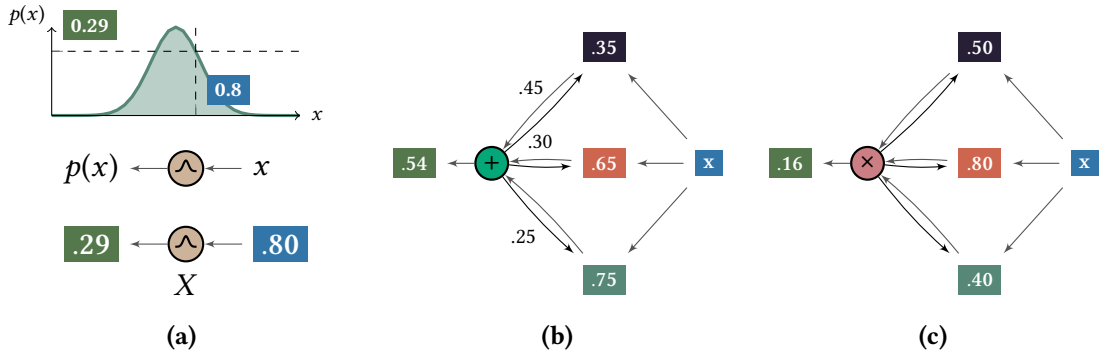 p(x)
0.29
0.8
x
p(x) x
.29 .80
X
(a)
.35
.45
.30
.54 + .65 x
.25
.75
(b)
.50
.16 × .80 x
.40
(c)